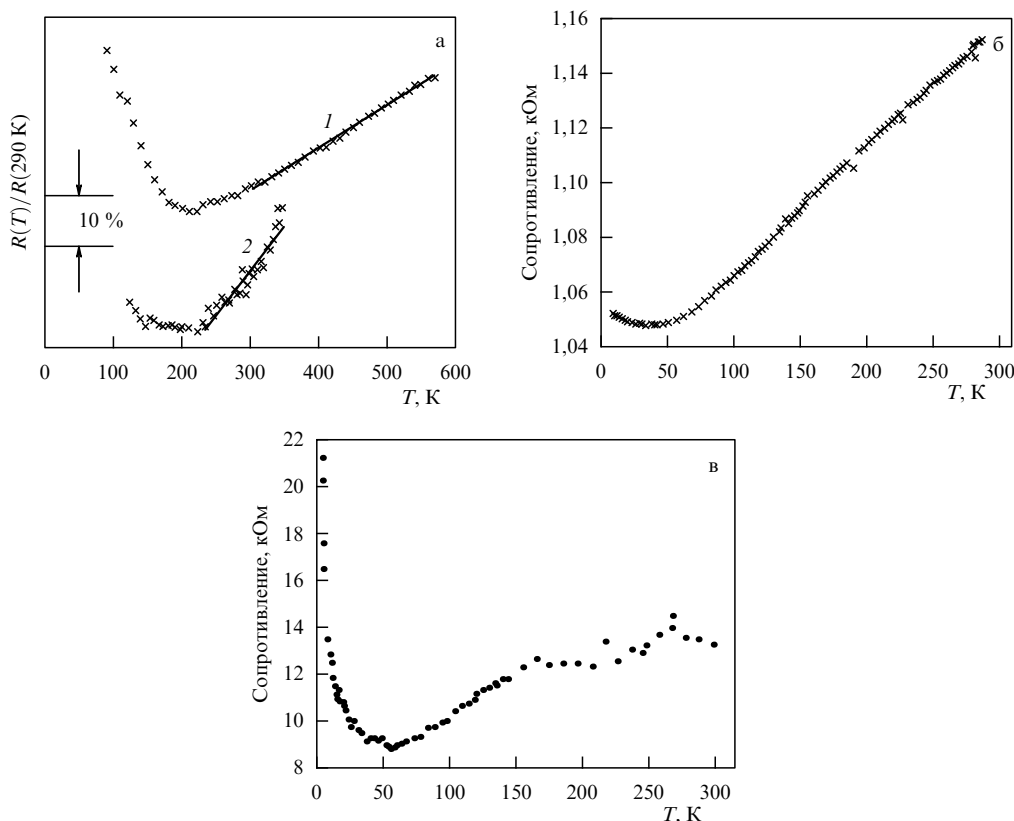 а
R(T)/R(290 К)
10 %
1
2
0 100 200 300 400 500 600
T, К
б
Сопротивление, кОм
1,16
1,14
1,12
1,10
1,08
1,06
1,04
0 50 100 150 200 250 300
T, К
в
Сопротивление, кОм
22
20
18
16
14
12
10
8
0 50 100 150 200 250 300
T, К